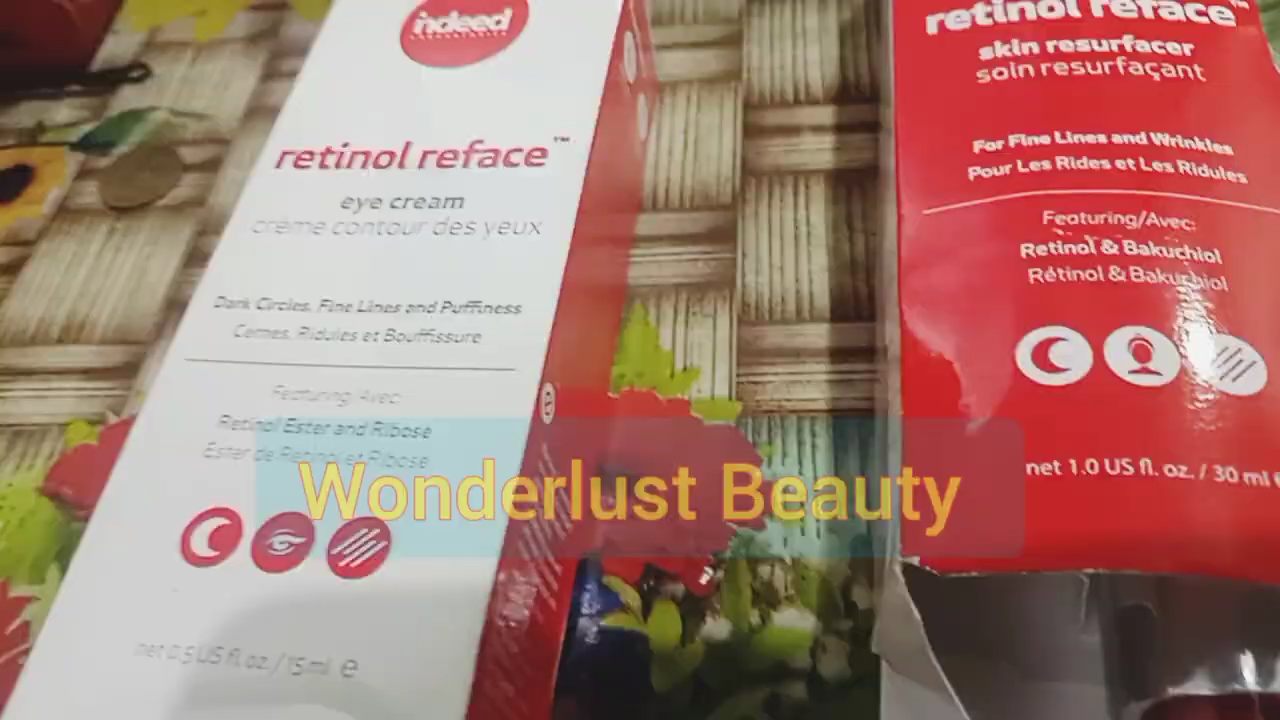 indeed
LABORATORIES
retinol reface™
eye cream
crème contour des yeux
Dark Circles, Fine Lines and Puffiness
Cernes, Ridules et Bouffissure
Featuring/Avec:
Retinol Ester and Ribose
Ester de Rétinol et Ribose
net 0.5 US fl. oz. / 15 ml e
retinol reface™
skin resurfacer
soin resurfaçant
For Fine Lines and Wrinkles
Pour Les Rides et Les Ridules
Featuring/Avec:
Retinol & Bakuchiol
Rétinol & Bakuchiol
net 1.0 US fl. oz. / 30 ml
Wonderlust Beauty